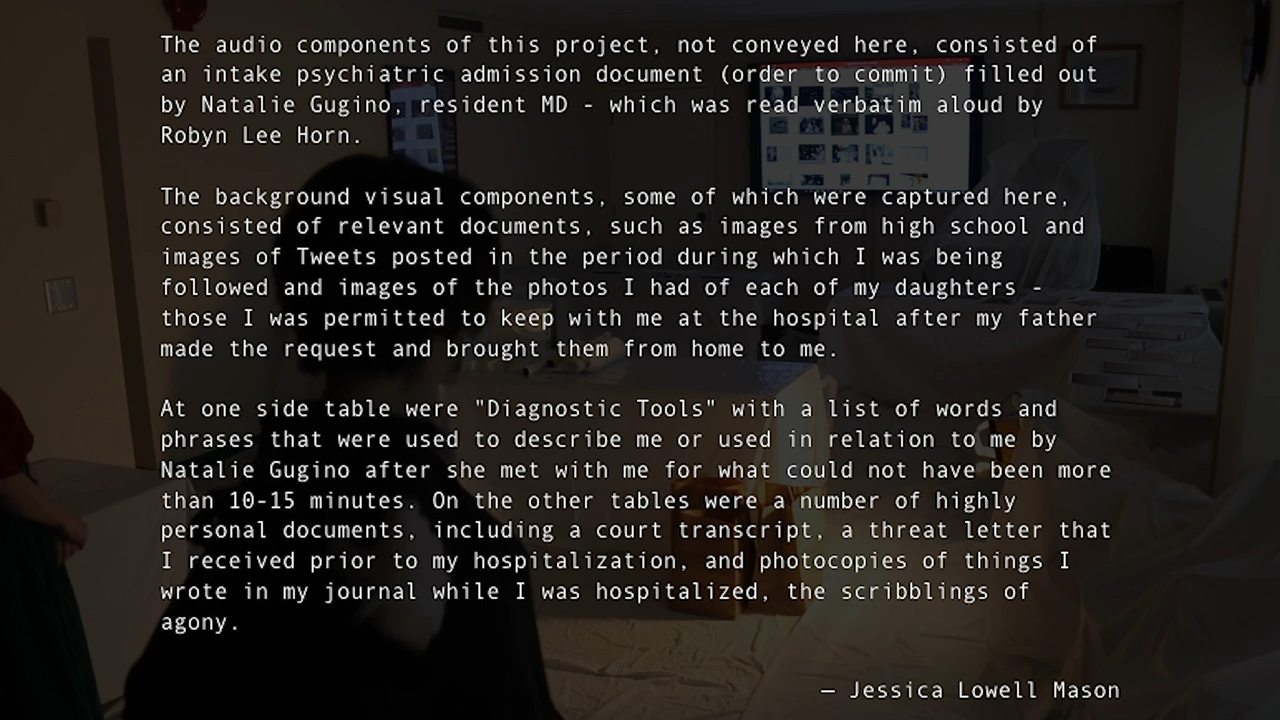 The audio components of this project, not conveyed here, consisted of
an intake psychiatric admission document (order to commit) filled out
by Natalie Gugino, resident MD - which was read verbatim aloud by
Robyn Lee Horn.
The background visual components, some of which were captured here,
consisted of relevant documents, such as images from high school and
images of Tweets posted in the period during which I was being
followed and images of the photos I had of each of my daughters -
those I was permitted to keep with me at the hospital after my father
made the request and brought them from home to me.
At one side table were "Diagnostic Tools" with a list of words and
phrases that were used to describe me or used in relation to me by
Natalie Gugino after she met with me for what could not have been more
than 10-15 minutes. On the other tables were a number of highly
personal documents, including a court transcript, a threat letter that
I received prior to my hospitalization, and photocopies of things I
wrote in my journal while I was hospitalized, the scribblings of
agony.
— Jessica Lowell Mason